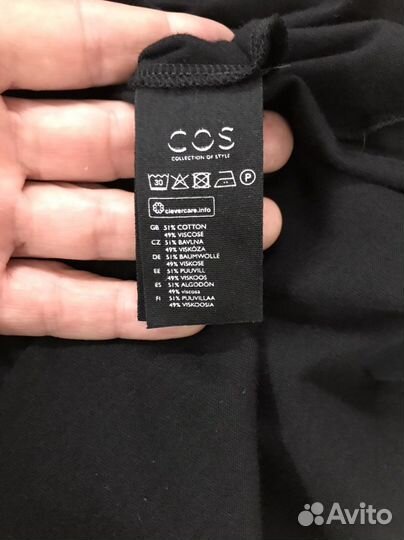 COS
COLLECTION OF STYLE
30 P
clevercare.info
GB 51% COTTON
49% VISCOSE
CZ 51% BAVLNA
49% VISKÓZA
DE 51% BAUMWOLLE
49% VISKOSE
EE 51% PUUVILL
49% VISKOOS
ES 51% ALGODÓN
49% viscosa
FI 51% PUUVILLAA
49% VISKOOSIA
Avito